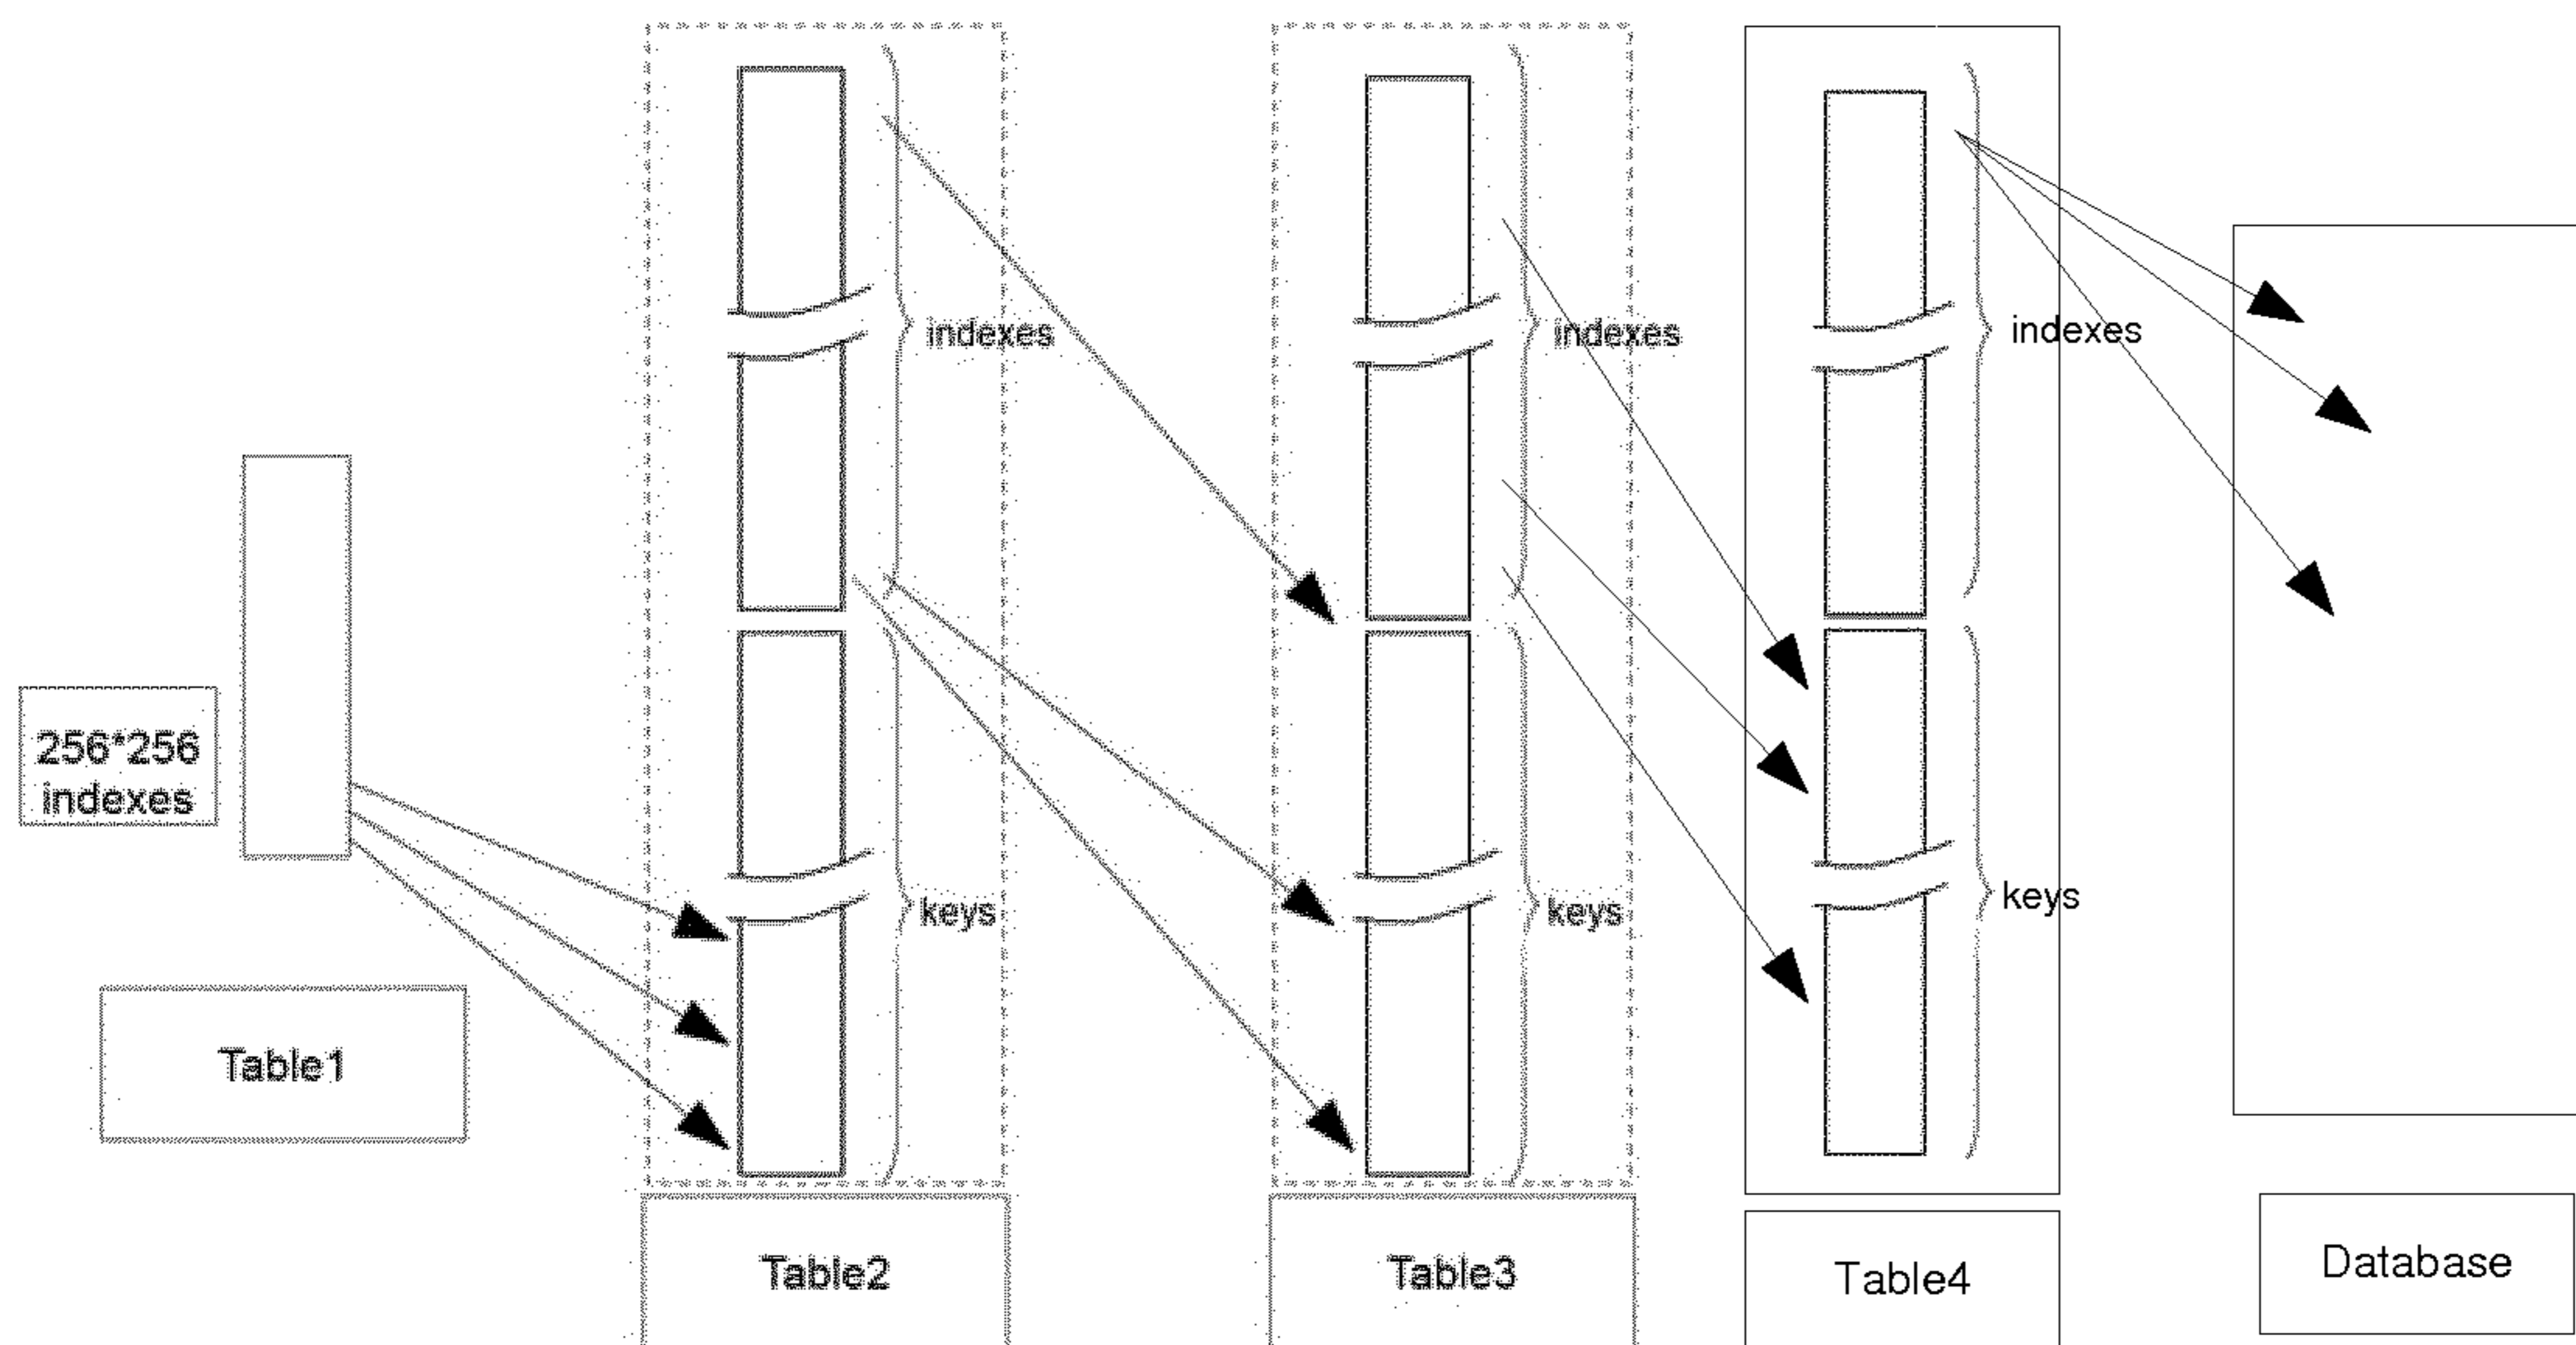 indexes
indexes
indexes
256*256
indexes
keys
keys
keys
Table1
Table2
Table3
Table4
Database